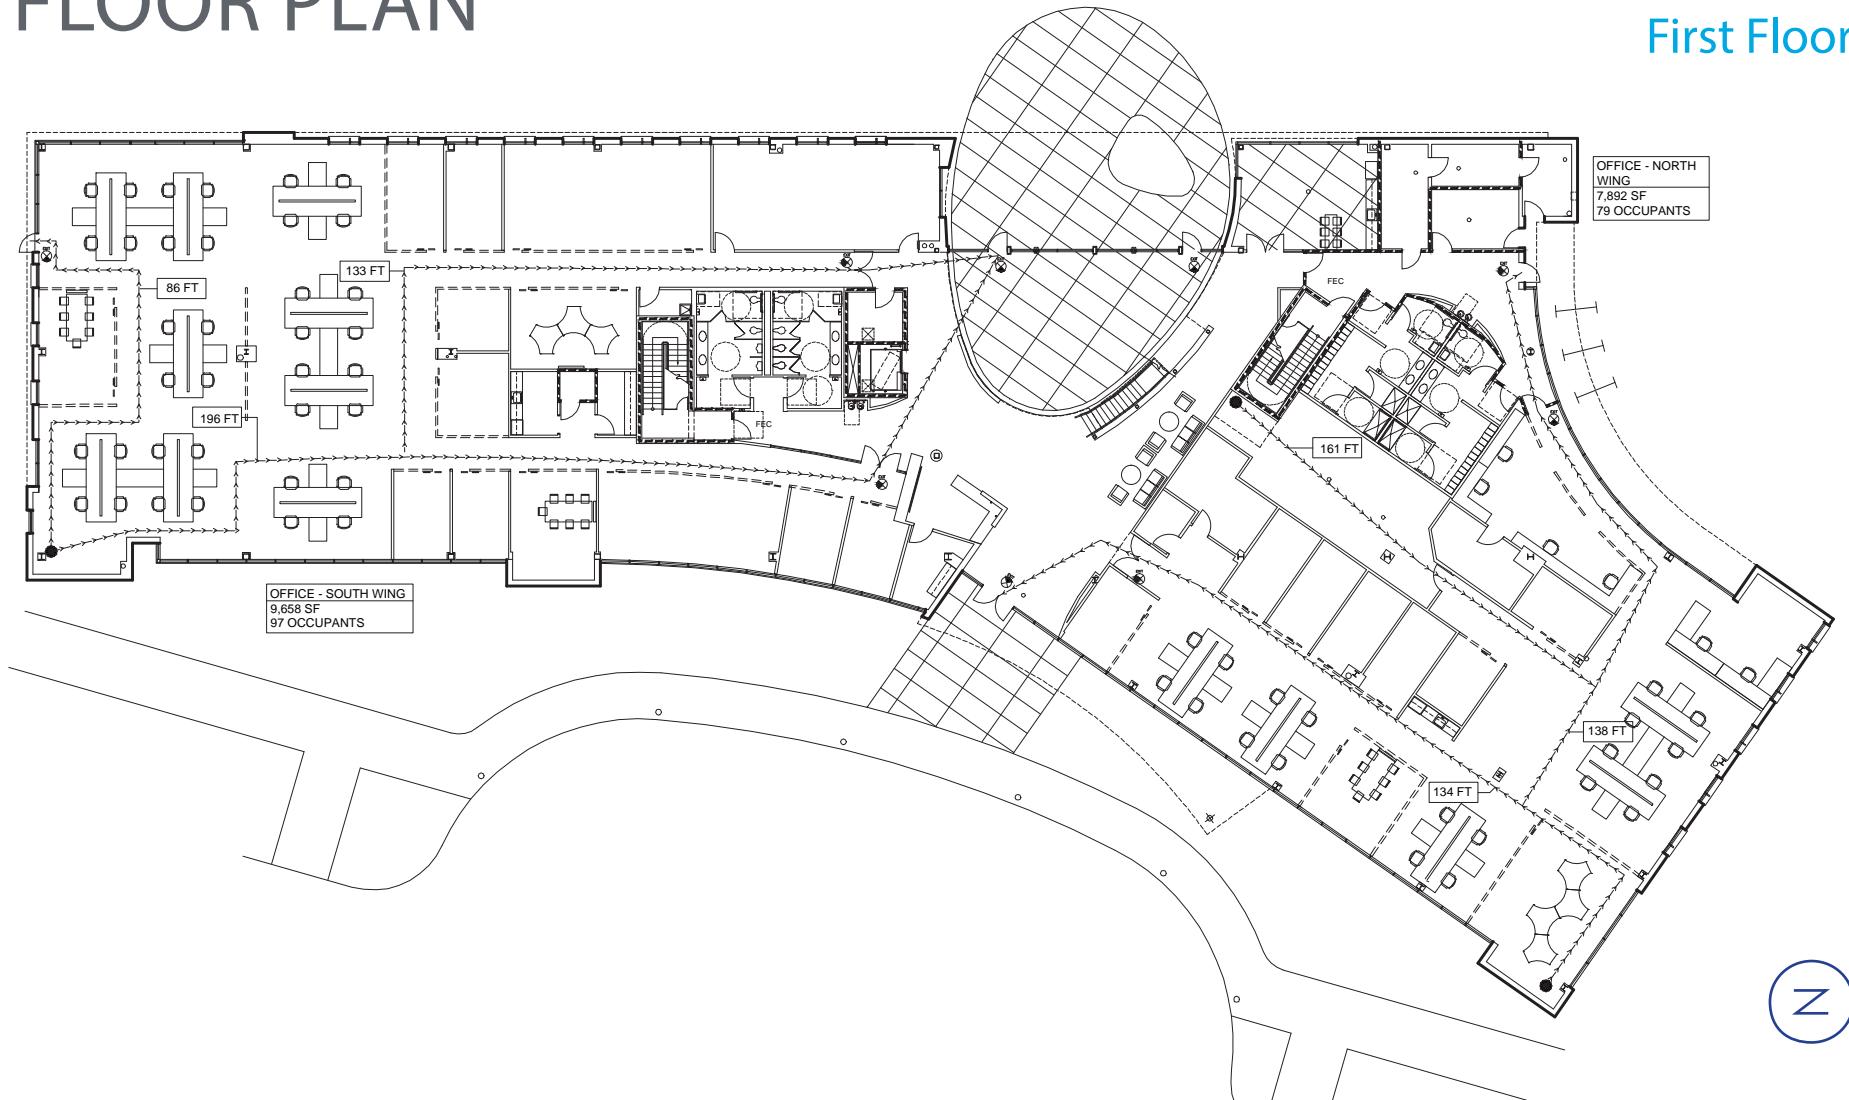 FLOOR PLAN
First Floor
OFFICE - NORTH
WING
7,892 SF
79 OCCUPANTS
133 FT
86 FT
FEC
196 FT
FEC
161 FT
OFFICE - SOUTH WING
9,658 SF
97 OCCUPANTS
138 FT
134 FT
N